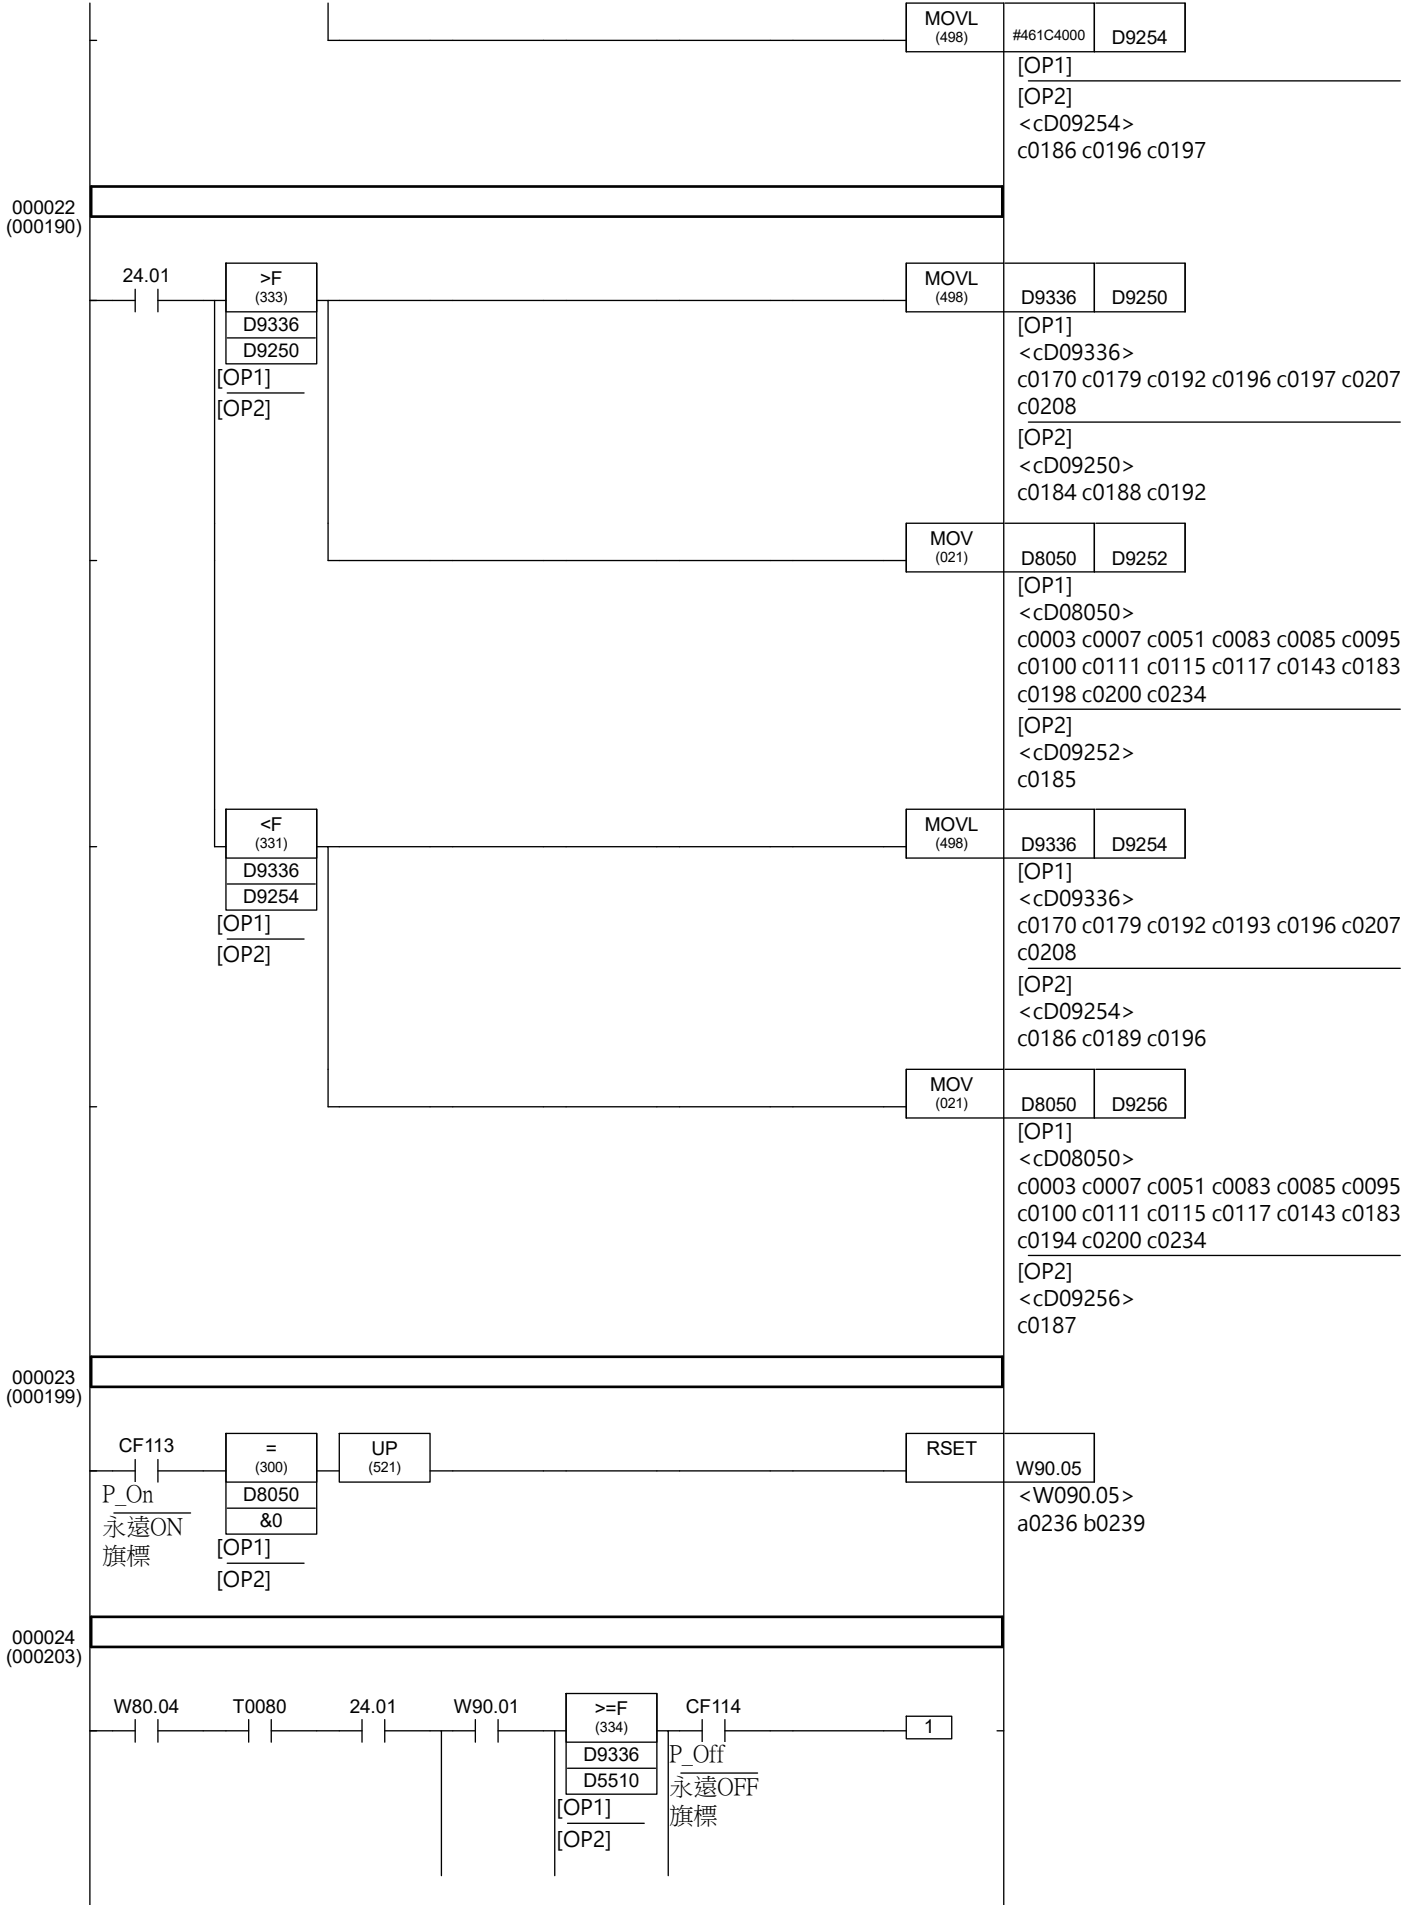 MOVL
(498)
#461C4000 D9254
[OP1]
[OP2]
<cD09254>
c0186 c0196 c0197
000022
(000190)
24.01
>F
(333)
D9336
D9250
[OP1]
[OP2]
MOVL
(498)
D9336 D9250
[OP1]
<cD09336>
c0170 c0179 c0192 c0196 c0197 c0207
c0208
[OP2]
<cD09250>
c0184 c0188 c0192
MOV
(021)
D8050 D9252
[OP1]
<cD08050>
c0003 c0007 c0051 c0083 c0085 c0095
c0100 c0111 c0115 c0117 c0143 c0183
c0198 c0200 c0234
[OP2]
<cD09252>
c0185
<F
(331)
D9336
D9254
[OP1]
[OP2]
MOVL
(498)
D9336 D9254
[OP1]
<cD09336>
c0170 c0179 c0192 c0193 c0196 c0207
c0208
[OP2]
<cD09254>
c0186 c0189 c0196
MOV
(021)
D8050 D9256
[OP1]
<cD08050>
c0003 c0007 c0051 c0083 c0085 c0095
c0100 c0111 c0115 c0117 c0143 c0183
c0194 c0200 c0234
[OP2]
<cD09256>
c0187
000023
(000199)
CF113
P_On
永遠ON
旗標
=
(300)
D8050
&0
[OP1]
[OP2]
UP
(521)
RSET
W90.05
<W090.05>
a0236 b0239
000024
(000203)
W80.04 T0080 24.01 W90.01
>=F
(334)
D9336
D5510
[OP1]
[OP2]
CF114
P_Off
永遠OFF
旗標
1